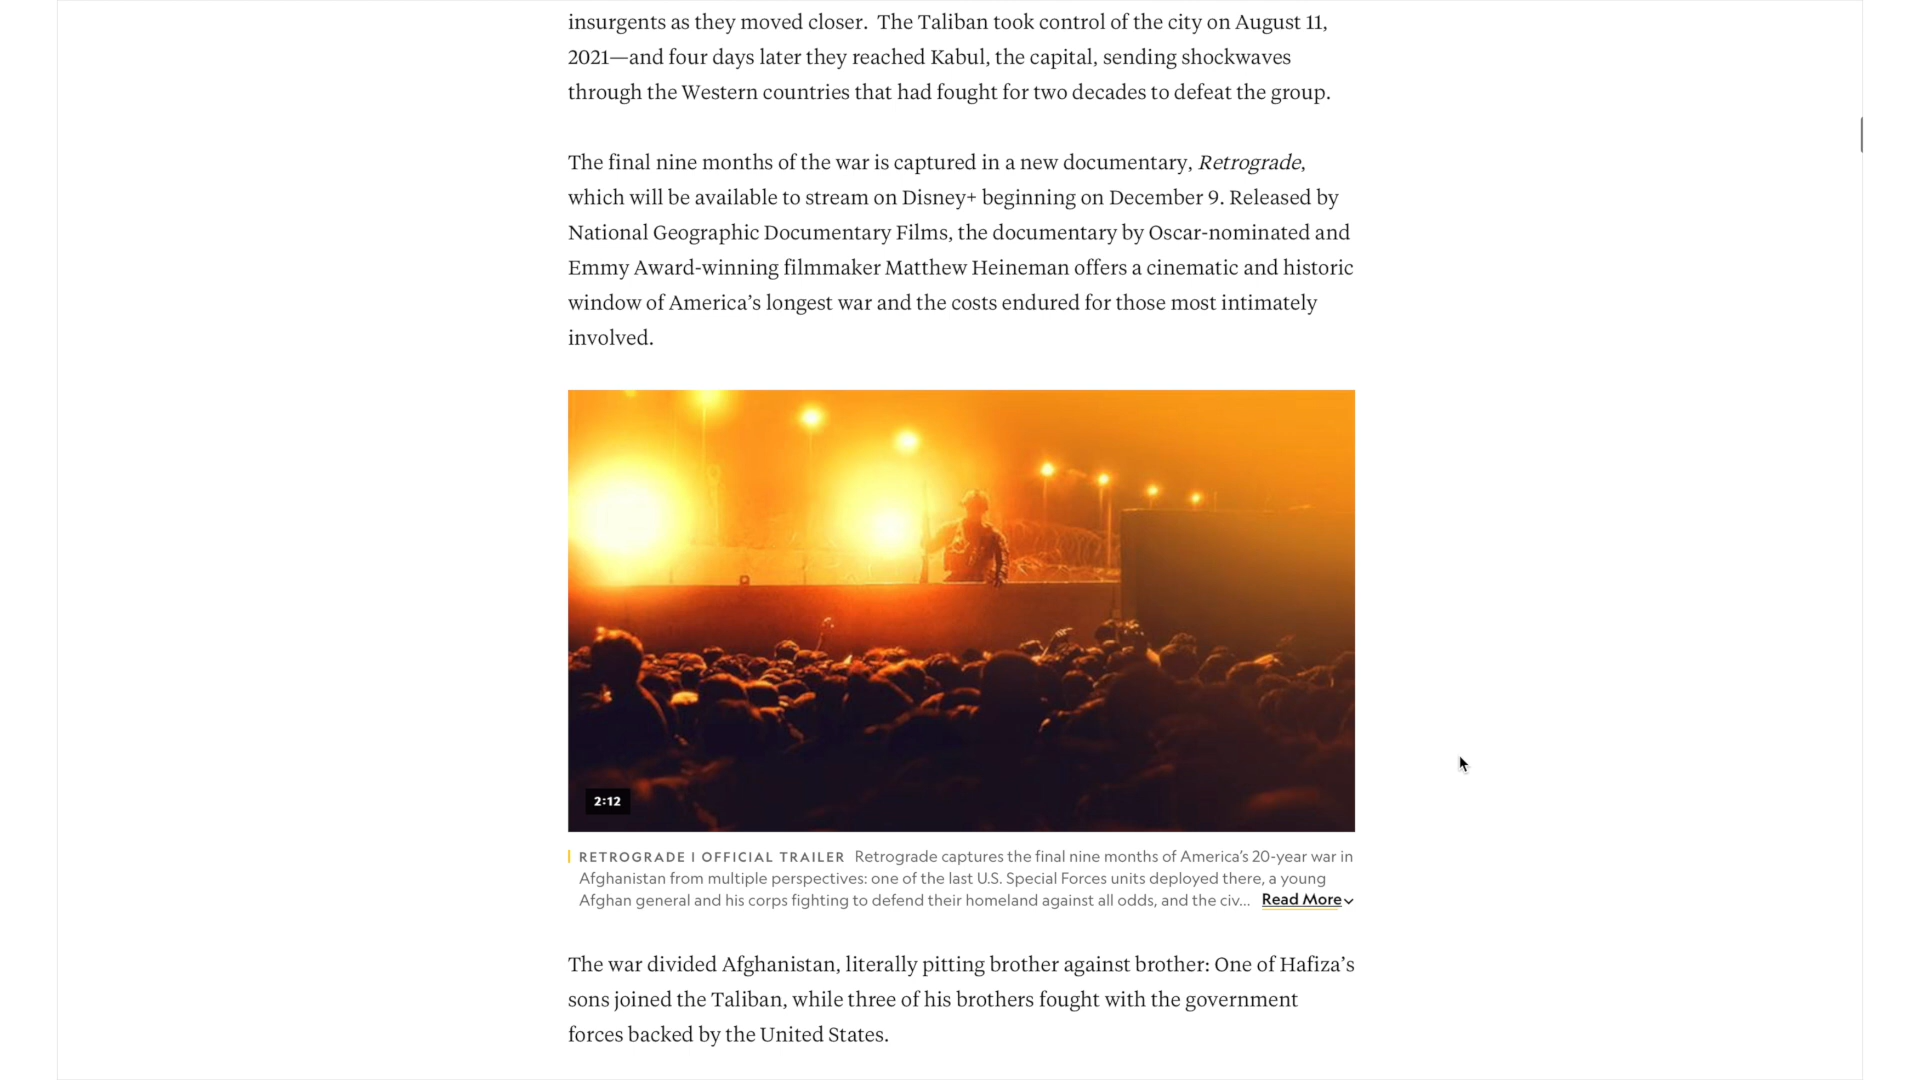 insurgents as they moved closer.  The Taliban took control of the city on August 11,
2021—and four days later they reached Kabul, the capital, sending shockwaves
through the Western countries that had fought for two decades to defeat the group.
The final nine months of the war is captured in a new documentary, Retrograde,
which will be available to stream on Disney+ beginning on December 9. Released by
National Geographic Documentary Films, the documentary by Oscar-nominated and
Emmy Award-winning filmmaker Matthew Heineman offers a cinematic and historic
window of America’s longest war and the costs endured for those most intimately
involved.
2:12
RETROGRADE | OFFICIAL TRAILER Retrograde captures the final nine months of America’s 20-year war in
Afghanistan from multiple perspectives: one of the last U.S. Special Forces units deployed there, a young
Afghan general and his corps fighting to defend their homeland against all odds, and the civ... Read More
The war divided Afghanistan, literally pitting brother against brother: One of Hafiza’s
sons joined the Taliban, while three of his brothers fought with the government
forces backed by the United States.